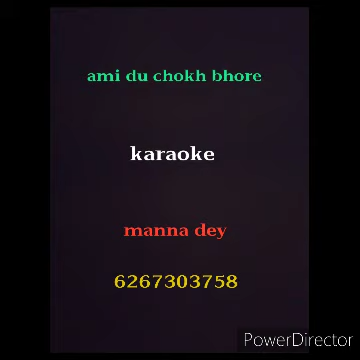 ami du chokh bhore
karaoke
manna dey
6267303758
PowerDirector